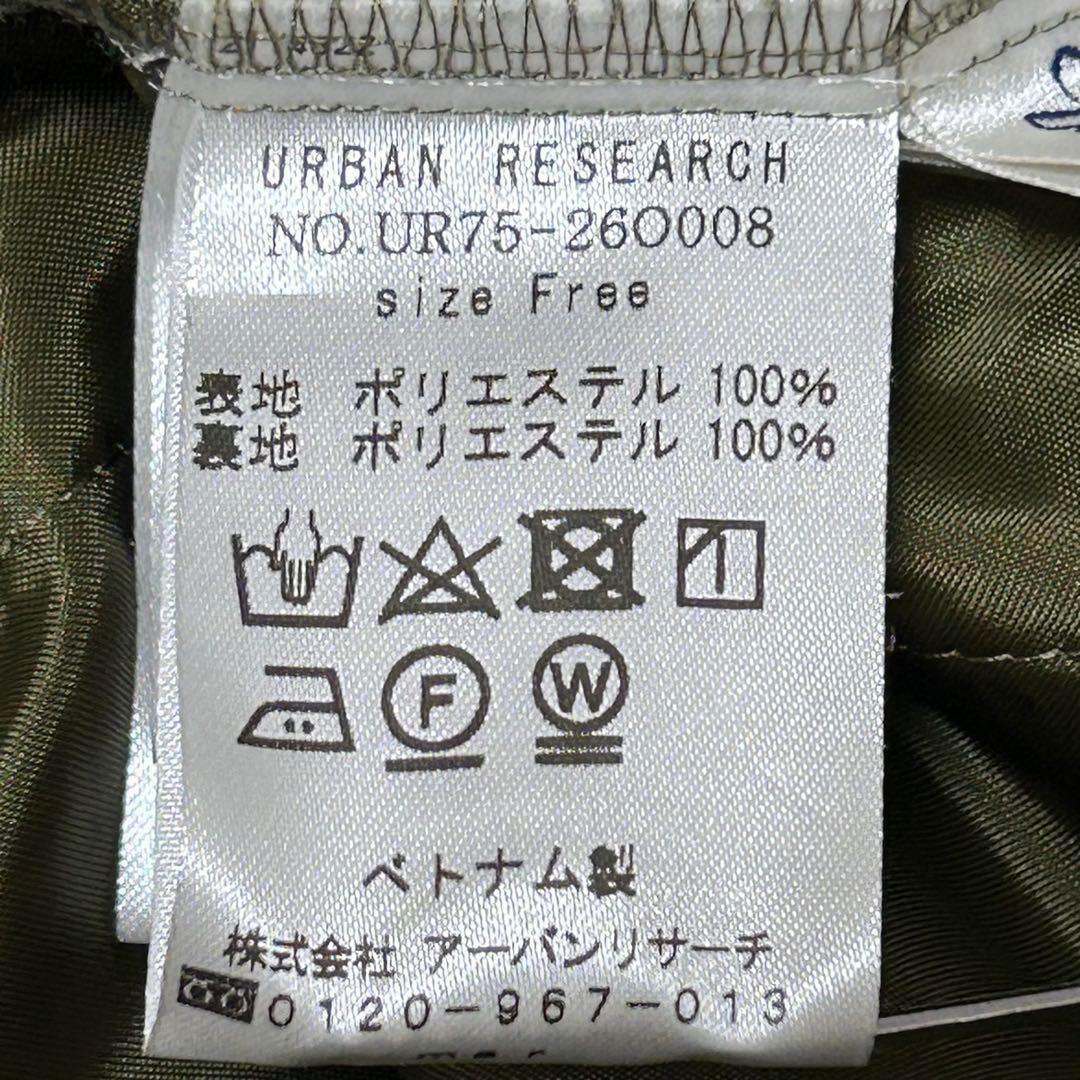 URBAN RESEARCH
NO.UR75-26O008
size Free
表地 ポリエステル 100%
裏地 ポリエステル 100%
F W
ベトナム製
株式会社 アーバンリサーチ
0120-967-013